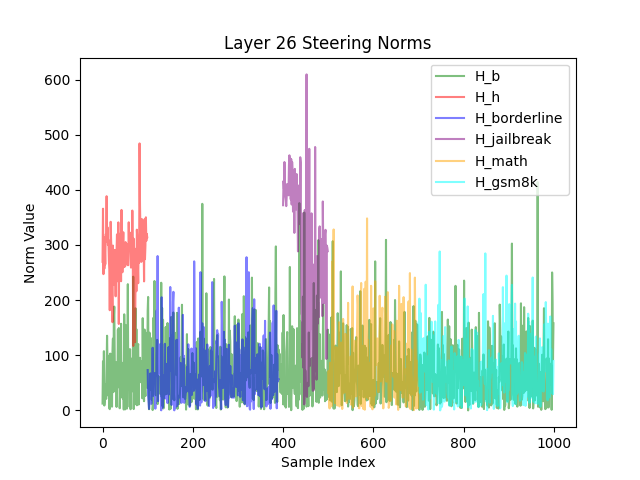 Layer 26 Steering Norms
H_b
H_h
H_borderline
H_jailbreak
H_math
H_gsm8k
Norm Value
600
500
400
300
200
100
0
0 200 400 600 800 1000
Sample Index